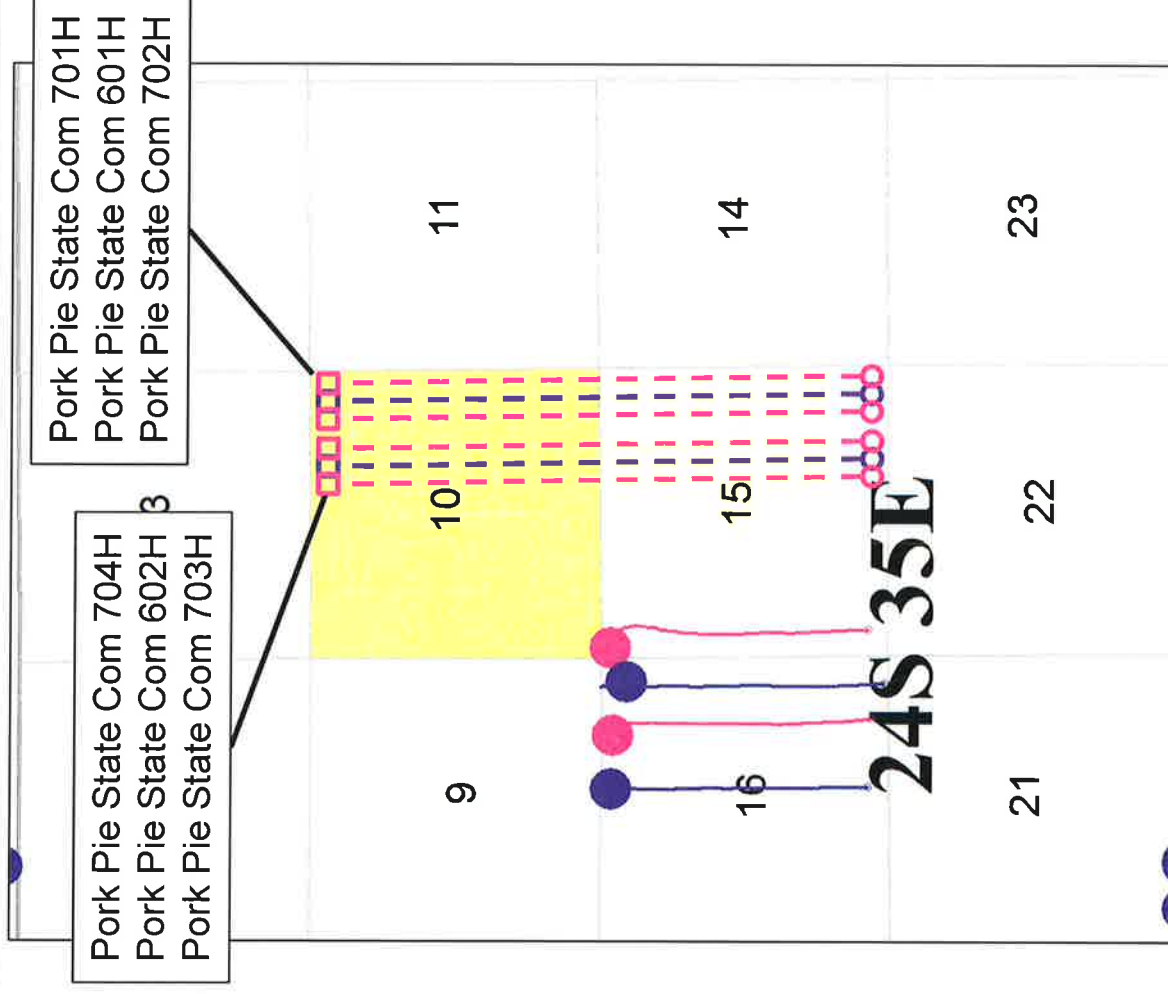 Pork Pie State Com 701H
Pork Pie State Com 601H
Pork Pie State Com 702H
Pork Pie State Com 704H
Pork Pie State Com 602H
Pork Pie State Com 703H
3
11
10
9
14
15
16
24S 35E
23
22
21